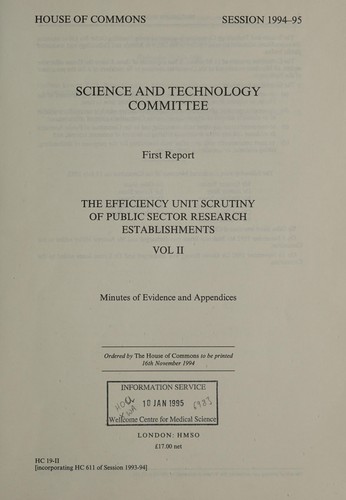 HOUSE OF COMMONS SESSION 1994–95
SCIENCE AND TECHNOLOGY
COMMITTEE
First Report
THE EFFICIENCY UNIT SCRUTINY
OF PUBLIC SECTOR RESEARCH
ESTABLISHMENTS
VOL II
Minutes of Evidence and Appendices
Ordered by The House of Commons to be printed
16th November 1994
INFORMATION SERVICE
10 JAN 1995
Wellcome Centre for Medical Science
LONDON: HMSO
£17.00 net
HC 19-II
[incorporating HC 611 of Session 1993-94]